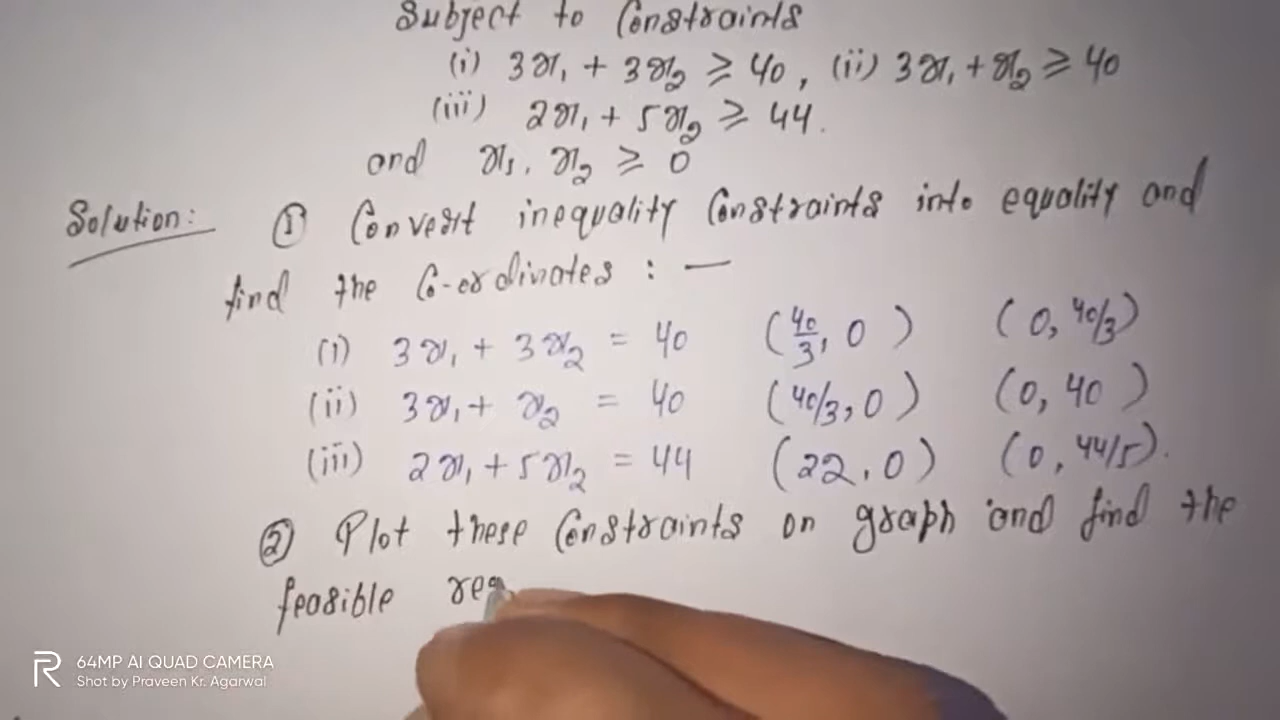 Subject to Constraints
(i) 3x₁ + 3x₂ ≥ 40, (ii) 3x₁ + x₂ ≥ 40
(iii) 2x₁ + 5x₂ ≥ 44.
and x₁, x₂ ≥ 0
Solution: ① Convert inequality Constraints into equality and
find the Co-ordinates : —
(i) 3x₁ + 3x₂ = 40 (40/3, 0) (0, 40/3)
(ii) 3x₁ + x₂ = 40 (40/3, 0) (0, 40)
(iii) 2x₁ + 5x₂ = 44 (22, 0) (0, 44/5).
② Plot these Constraints on graph and find the
feasible reg
64MP AI QUAD CAMERA
Shot by Praveen Kr. Agarwal